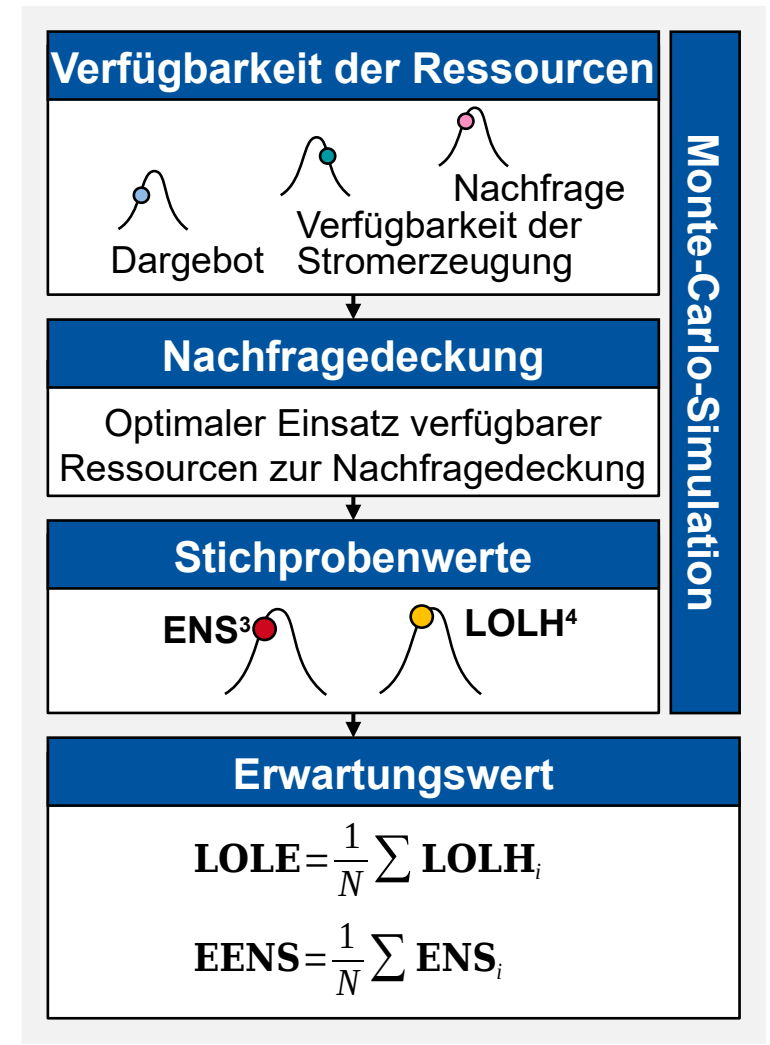 Verfügbarkeit der Ressourcen
Nachfrage
Verfügbarkeit der
Stromerzeugung
Dargebot
Monte-Carlo-Simulation
Nachfragedeckung
Optimaler Einsatz verfügbarer
Ressourcen zur Nachfragedeckung
Stichprobenwerte
ENS³
LOLH⁴
Erwartungswert
LOLE = 1/N ∑ LOLHᵢ
EENS = 1/N ∑ ENSᵢ